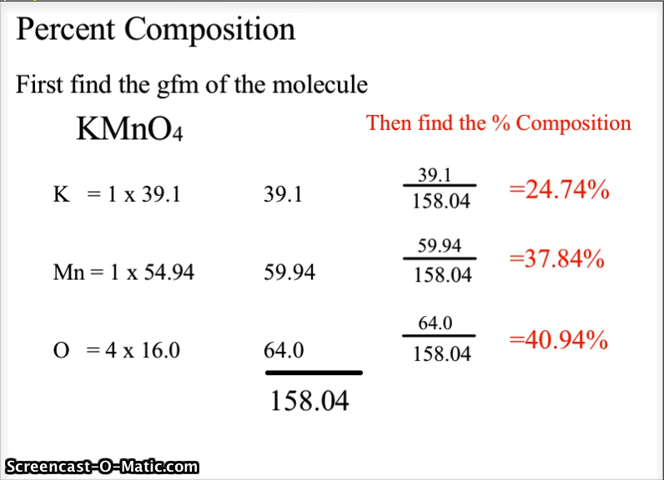 Percent Composition
First find the gfm of the molecule
KMnO4
Then find the % Composition
K = 1 x 39.1 39.1 39.1 =24.74%
158.04
Mn = 1 x 54.94 59.94 59.94 =37.84%
158.04
O = 4 x 16.0 64.0 64.0 =40.94%
158.04
158.04
Screencast-O-Matic.com